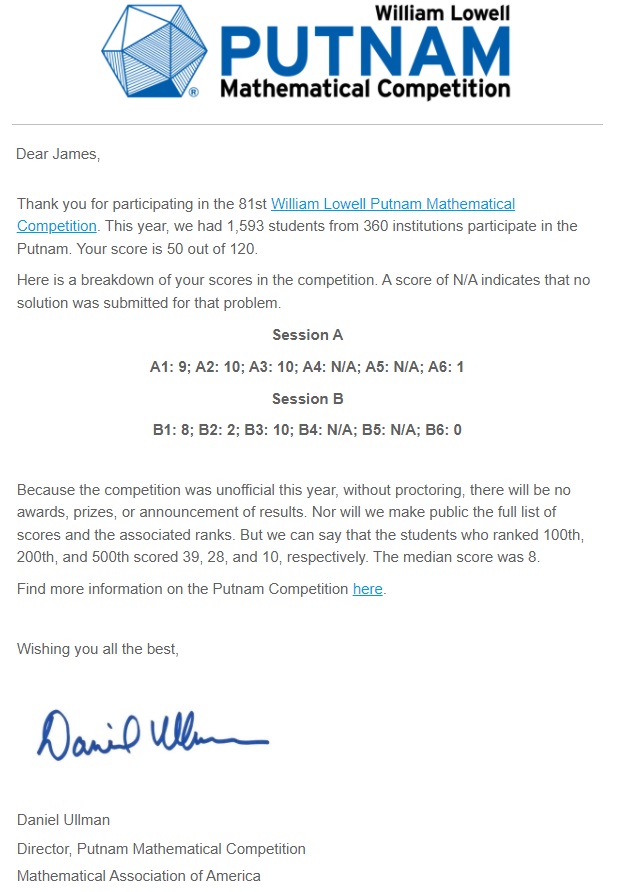 William Lowell
PUTNAM
Mathematical Competition
®
Dear James,
Thank you for participating in the 81st William Lowell Putnam Mathematical
Competition. This year, we had 1,593 students from 360 institutions participate in the
Putnam. Your score is 50 out of 120.
Here is a breakdown of your scores in the competition. A score of N/A indicates that no
solution was submitted for that problem.
Session A
A1: 9; A2: 10; A3: 10; A4: N/A; A5: N/A; A6: 1
Session B
B1: 8; B2: 2; B3: 10; B4: N/A; B5: N/A; B6: 0
Because the competition was unofficial this year, without proctoring, there will be no
awards, prizes, or announcement of results. Nor will we make public the full list of
scores and the associated ranks. But we can say that the students who ranked 100th,
200th, and 500th scored 39, 28, and 10, respectively. The median score was 8.
Find more information on the Putnam Competition here.
Wishing you all the best,
Daniel Ullman
Daniel Ullman
Director, Putnam Mathematical Competition
Mathematical Association of America